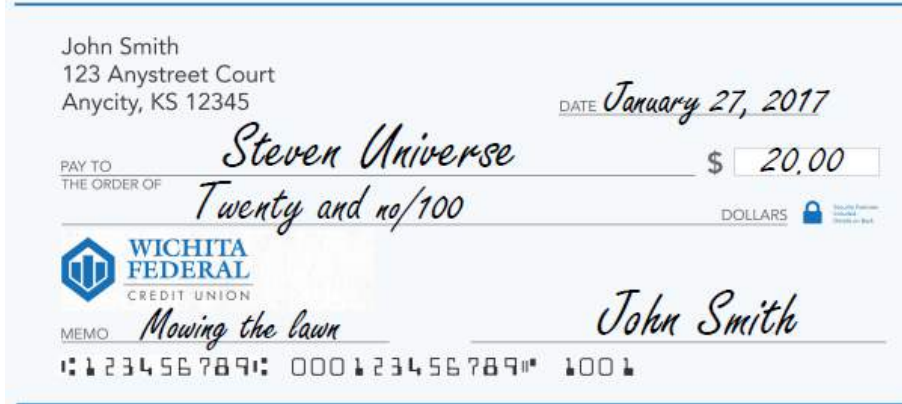 John Smith
123 Anystreet Court
Anycity, KS 12345
DATE January 27, 2017
PAY TO THE ORDER OF Steven Universe $ 20.00
Twenty and no/100 DOLLARS
WICHITA
FEDERAL
CREDIT UNION
MEMO Mowing the lawn John Smith
⑆123456789⑆ 000123456789⑈ 1001